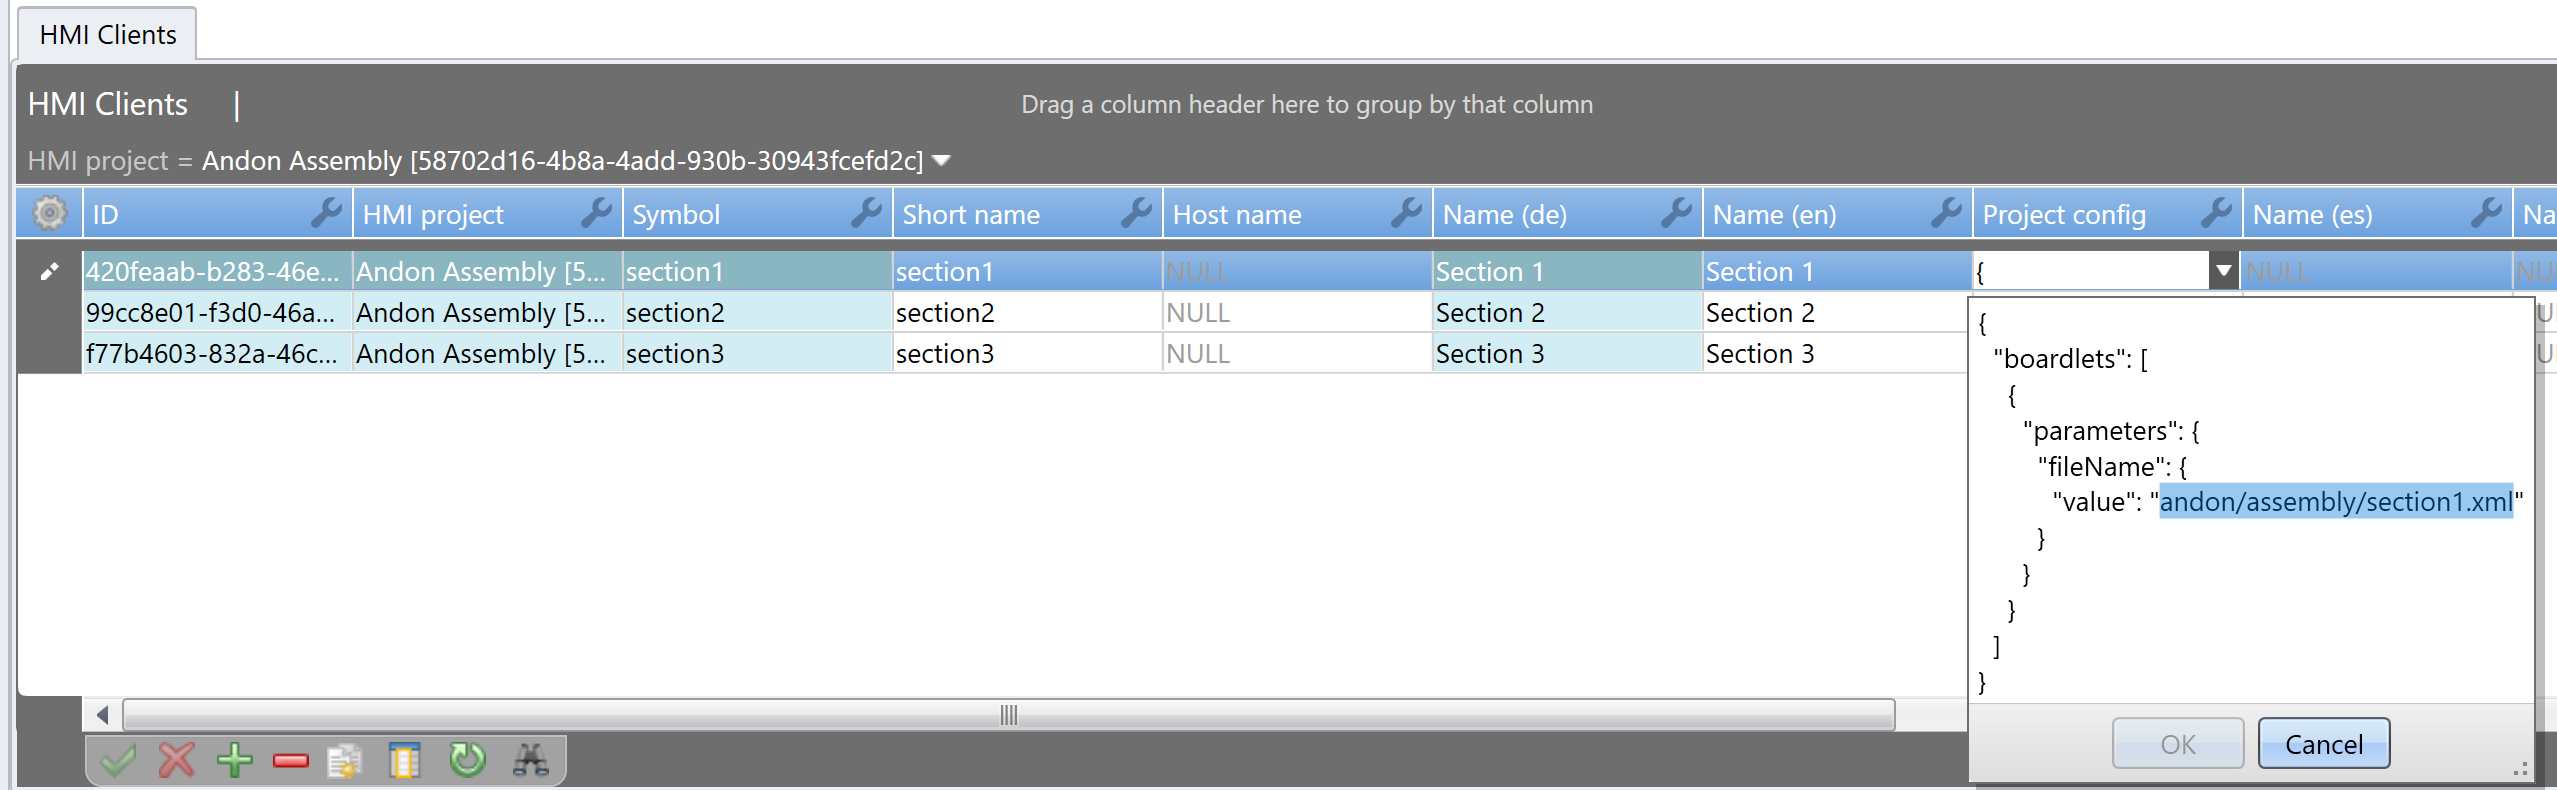 HMI Clients
HMI Clients | Drag a column header here to group by that column
HMI project = Andon Assembly [58702d16-4b8a-4add-930b-30943fcefd2c]
ID HMI project Symbol Short name Host name Name (de) Name (en) Project config Name (es) Na
420feaab-b283-46e... Andon Assembly [5... section1 section1 NULL Section 1 Section 1 { NULL NU
99cc8e01-f3d0-46a... Andon Assembly [5... section2 section2 NULL Section 2 Section 2
f77b4603-832a-46c... Andon Assembly [5... section3 section3 NULL Section 3 Section 3
{
"boardlets": [
{
"parameters": {
"fileName": {
"value": "andon/assembly/section1.xml"
}
}
}
]
}
OK Cancel